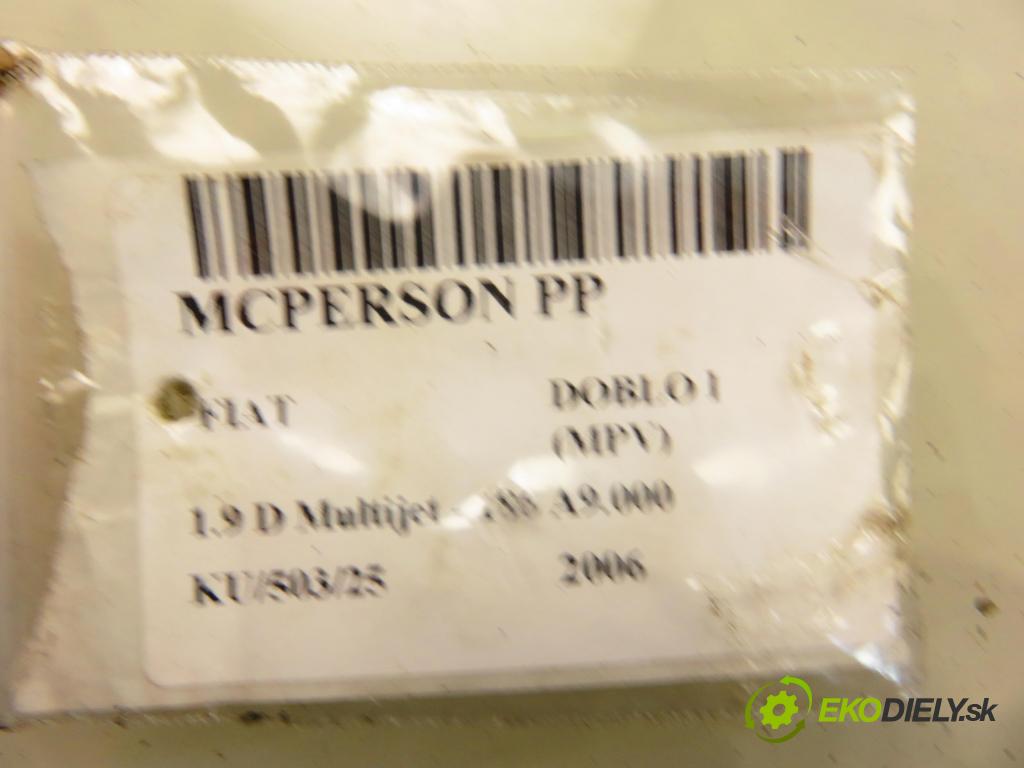 MCPERSON PP
FIAT DOBLO I
(MPV)
1.9 D Multijet - A9.000
KU/503/25 2006
EKODIELY.sk